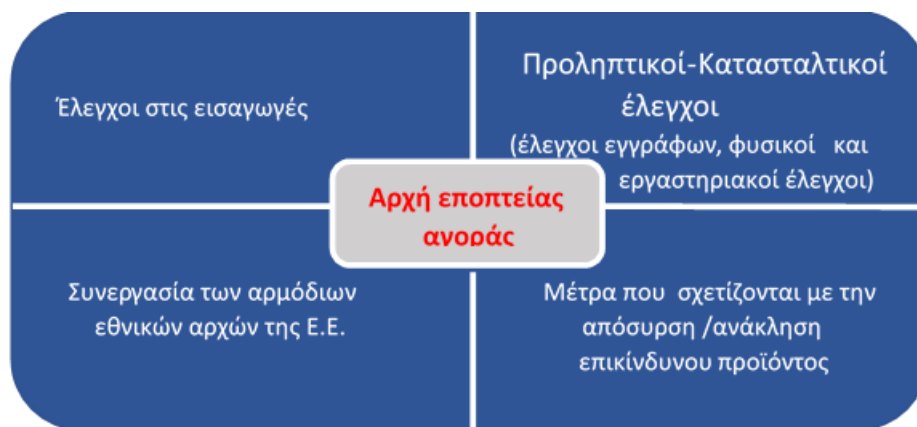 Έλεγχοι στις εισαγωγές
Προληπτικοί-Κατασταλτικοί
έλεγχοι
(έλεγχοι εγγράφων, φυσικοί και
εργαστηριακοί έλεγχοι)
Αρχή εποπτείας
αγοράς
Συνεργασία των αρμόδιων
εθνικών αρχών της Ε.Ε.
Μέτρα που σχετίζονται με την
απόσυρση /ανάκληση
επικίνδυνου προϊόντος